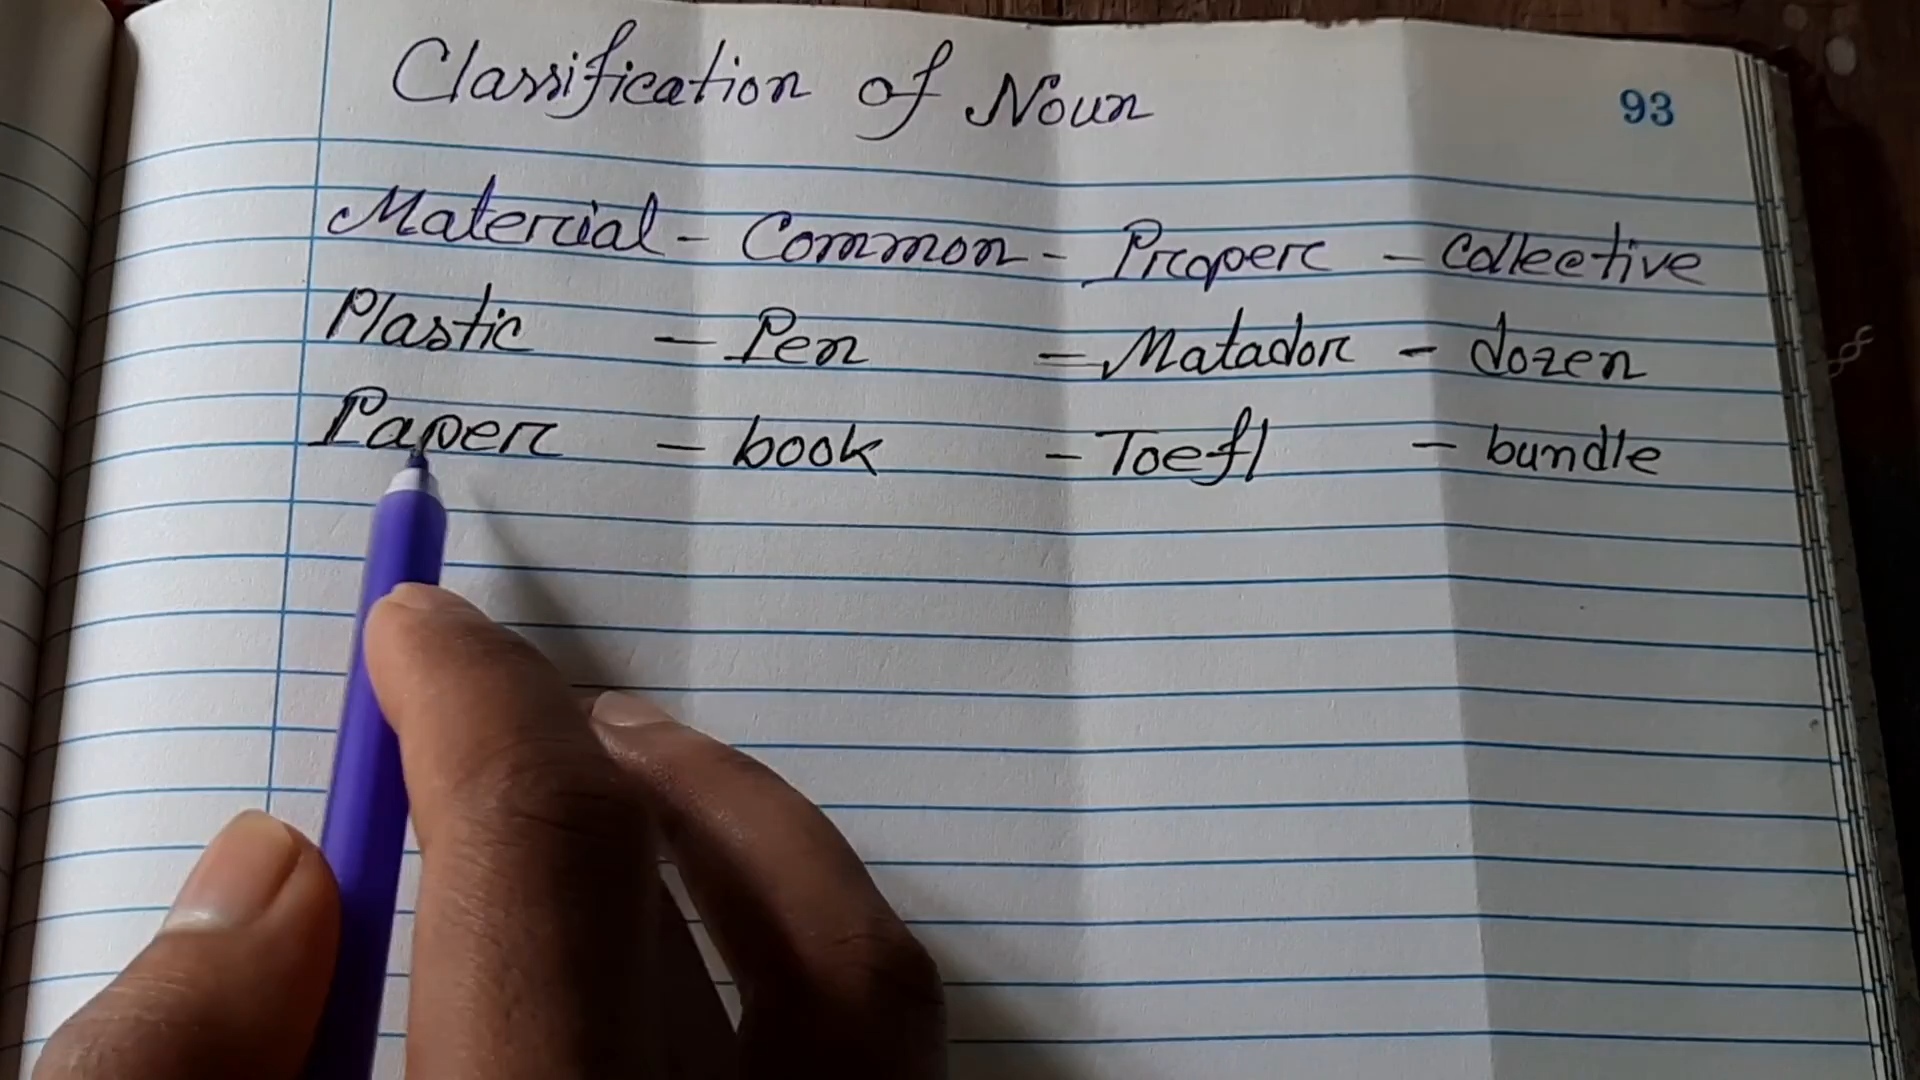 Classification of Noun
93
Material - Common - Proper - Collective
Plastic - Pen - Matador - dozen
Paper - book - Toefl - bundle